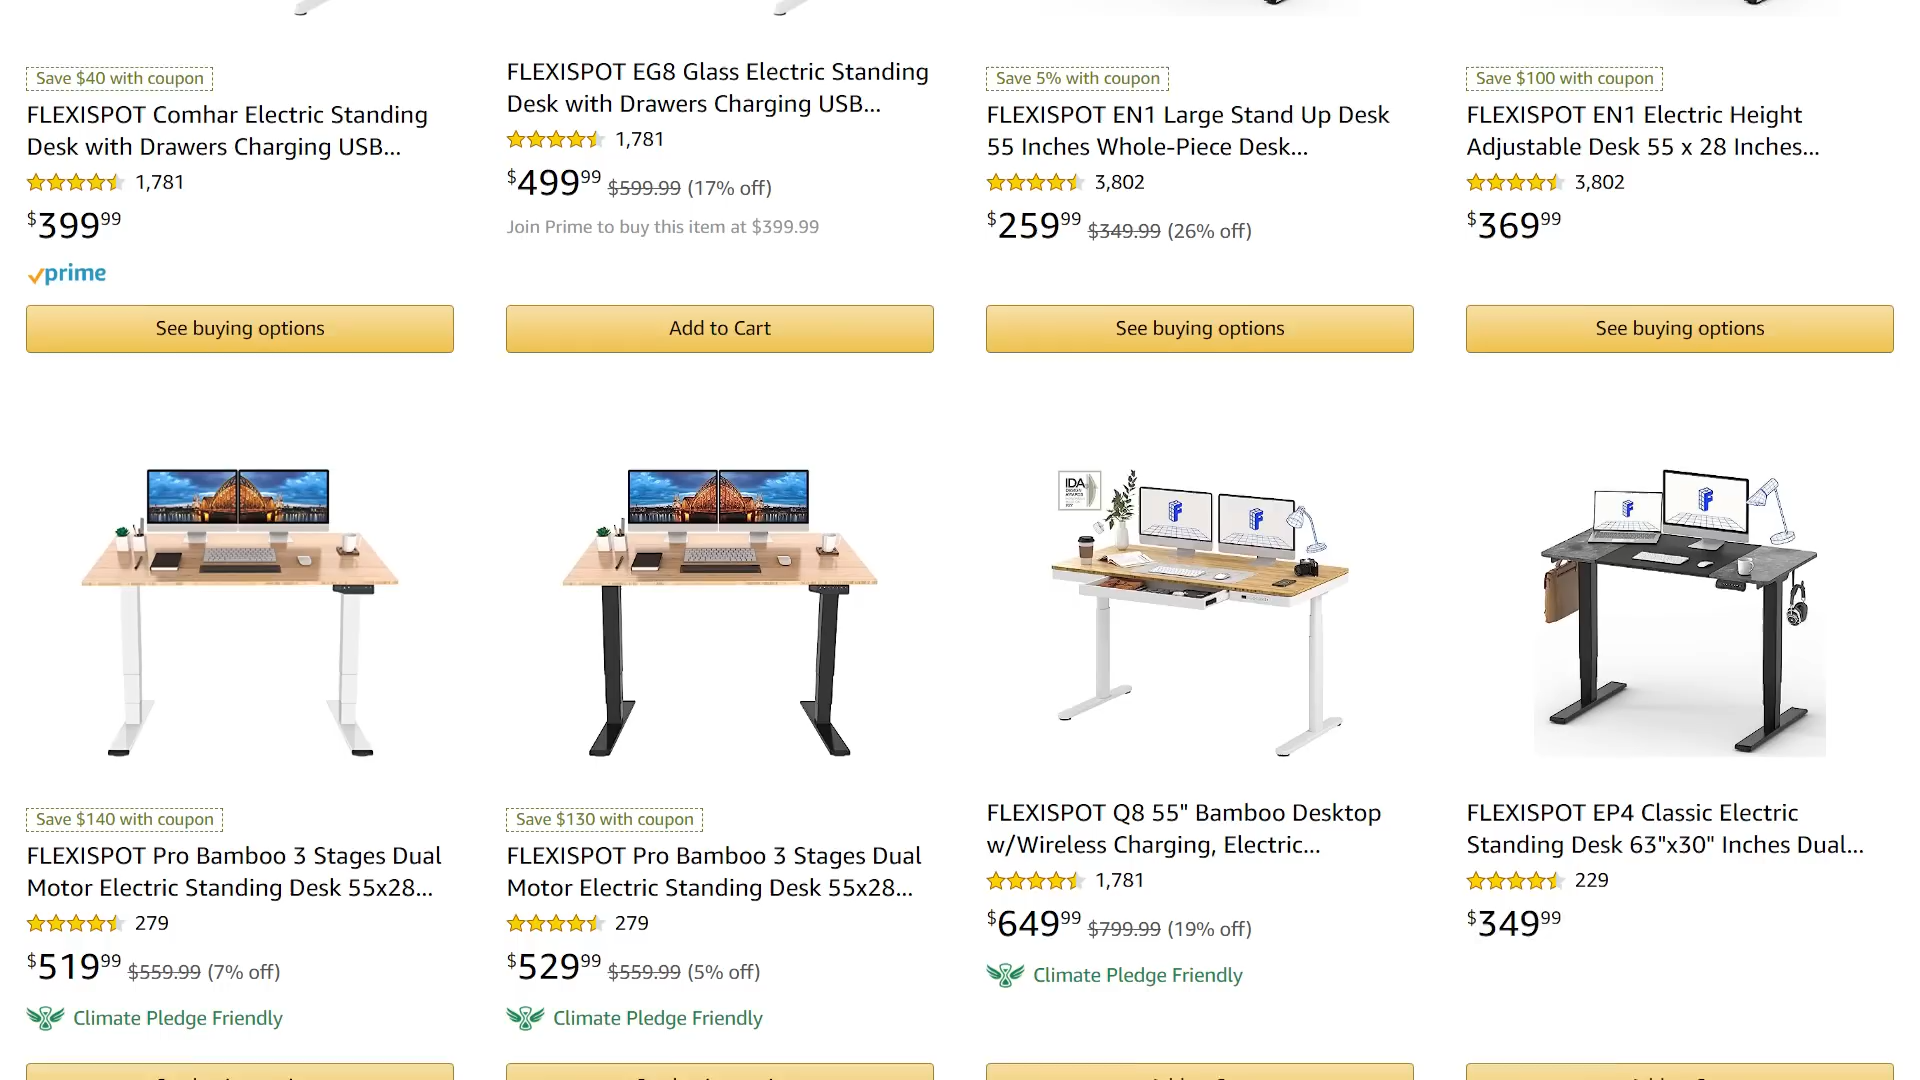 Save $40 with coupon
FLEXISPOT Comhar Electric Standing
Desk with Drawers Charging USB...
1,781
$399.99
prime
See buying options
FLEXISPOT EG8 Glass Electric Standing
Desk with Drawers Charging USB...
1,781
$499.99 $599.99 (17% off)
Join Prime to buy this item at $399.99
Add to Cart
Save 5% with coupon
FLEXISPOT EN1 Large Stand Up Desk
55 Inches Whole-Piece Desk...
3,802
$259.99 $349.99 (26% off)
See buying options
Save $100 with coupon
FLEXISPOT EN1 Electric Height
Adjustable Desk 55 x 28 Inches...
3,802
$369.99
See buying options
Save $140 with coupon
FLEXISPOT Pro Bamboo 3 Stages Dual
Motor Electric Standing Desk 55x28...
279
$519.99 $559.99 (7% off)
Climate Pledge Friendly
Save $130 with coupon
FLEXISPOT Pro Bamboo 3 Stages Dual
Motor Electric Standing Desk 55x28...
279
$529.99 $559.99 (5% off)
Climate Pledge Friendly
IDA
DESIGN
AWARDS
FLEXISPOT Q8 55" Bamboo Desktop
w/Wireless Charging, Electric...
1,781
$649.99 $799.99 (19% off)
Climate Pledge Friendly
FLEXISPOT EP4 Classic Electric
Standing Desk 63"x30" Inches Dual...
229
$349.99